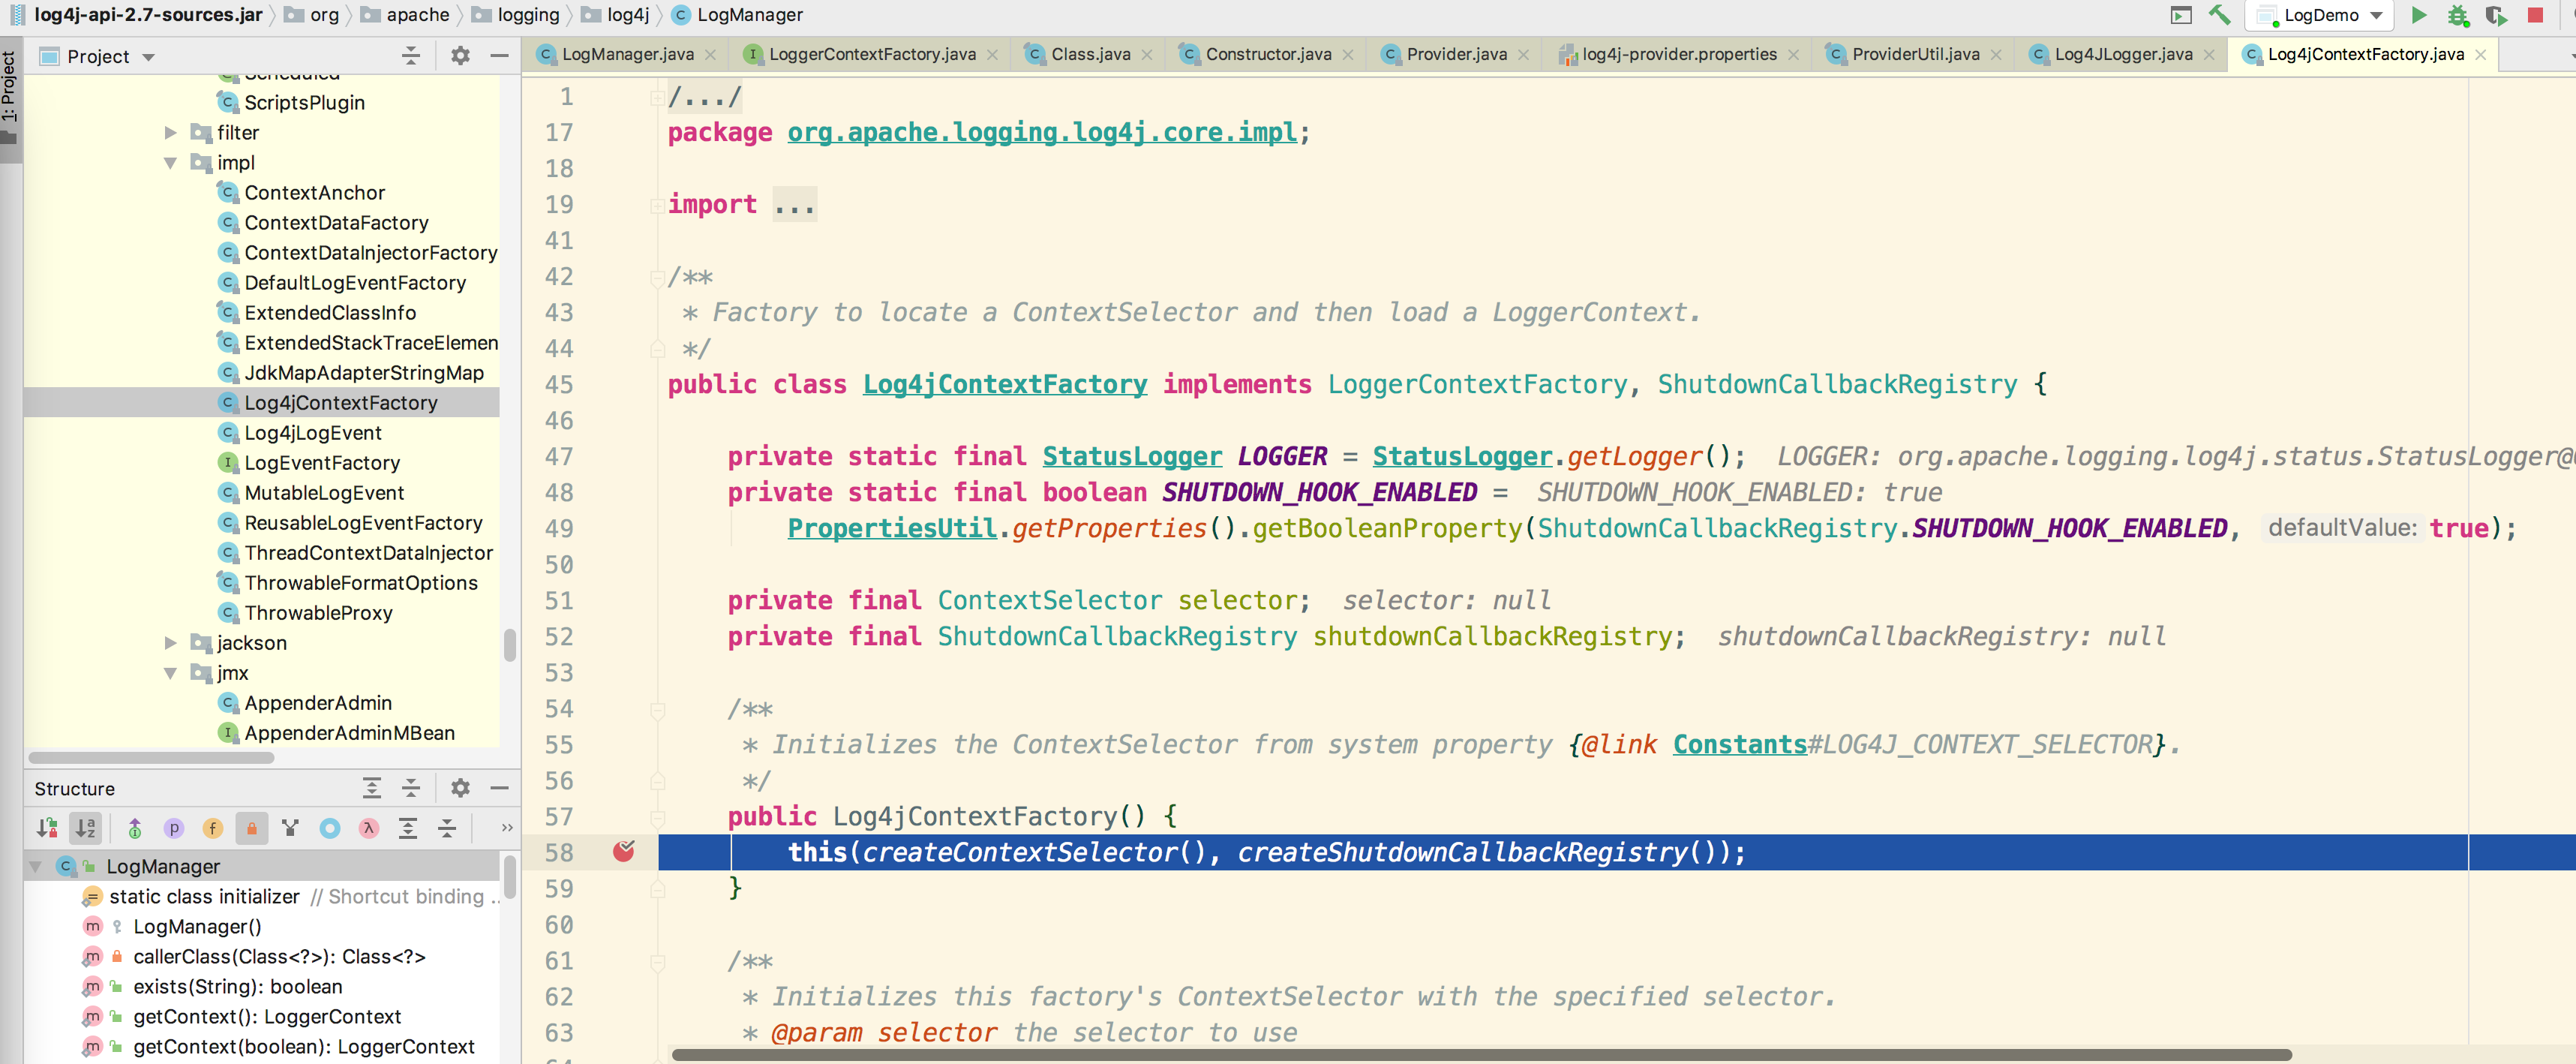 log4j-api-2.7-sources.jar org apache logging log4j LogManager LogDemo
1: Project
Project
Scheduled
ScriptsPlugin
filter
impl
ContextAnchor
ContextDataFactory
ContextDataInjectorFactory
DefaultLogEventFactory
ExtendedClassInfo
ExtendedStackTraceElemen
JdkMapAdapterStringMap
Log4jContextFactory
Log4jLogEvent
LogEventFactory
MutableLogEvent
ReusableLogEventFactory
ThreadContextDataInjector
ThrowableFormatOptions
ThrowableProxy
jackson
jmx
AppenderAdmin
AppenderAdminMBean
Structure
LogManager
static class initializer // Shortcut binding ..
LogManager()
callerClass(Class<?>): Class<?>
exists(String): boolean
getContext(): LoggerContext
getContext(boolean): LoggerContext
LogManager.java LoggerContextFactory.java Class.java Constructor.java Provider.java log4j-provider.properties ProviderUtil.java Log4JLogger.java Log4jContextFactory.java
1 /.../
17 package org.apache.logging.log4j.core.impl;
18
19 import ...
41
42 /**
43 * Factory to locate a ContextSelector and then load a LoggerContext.
44 */
45 public class Log4jContextFactory implements LoggerContextFactory, ShutdownCallbackRegistry {
46
47 private static final StatusLogger LOGGER = StatusLogger.getLogger(); LOGGER: org.apache.logging.log4j.status.StatusLogger@
48 private static final boolean SHUTDOWN_HOOK_ENABLED = SHUTDOWN_HOOK_ENABLED: true
49 PropertiesUtil.getProperties().getBooleanProperty(ShutdownCallbackRegistry.SHUTDOWN_HOOK_ENABLED, defaultValue: true);
50
51 private final ContextSelector selector; selector: null
52 private final ShutdownCallbackRegistry shutdownCallbackRegistry; shutdownCallbackRegistry: null
53
54 /**
55 * Initializes the ContextSelector from system property {@link Constants#LOG4J_CONTEXT_SELECTOR}.
56 */
57 public Log4jContextFactory() {
58 this(createContextSelector(), createShutdownCallbackRegistry());
59 }
60
61 /**
62 * Initializes this factory's ContextSelector with the specified selector.
63 * @param selector the selector to use